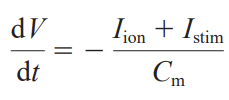 dV/dt = − (I_ion + I_stim)/C_m